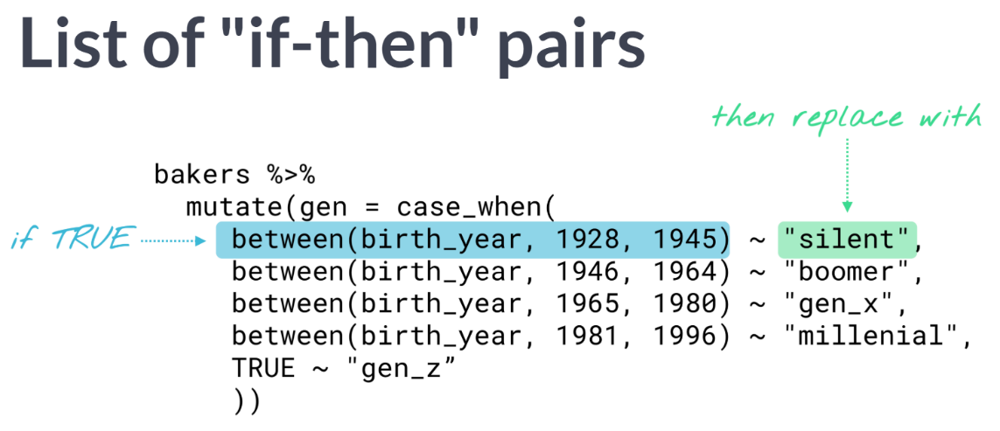 List of "if-then" pairs
then replace with
bakers %>%
mutate(gen = case_when(
if TRUE between(birth_year, 1928, 1945) ~ "silent",
between(birth_year, 1946, 1964) ~ "boomer",
between(birth_year, 1965, 1980) ~ "gen_x",
between(birth_year, 1981, 1996) ~ "millenial",
TRUE ~ "gen_z”
))